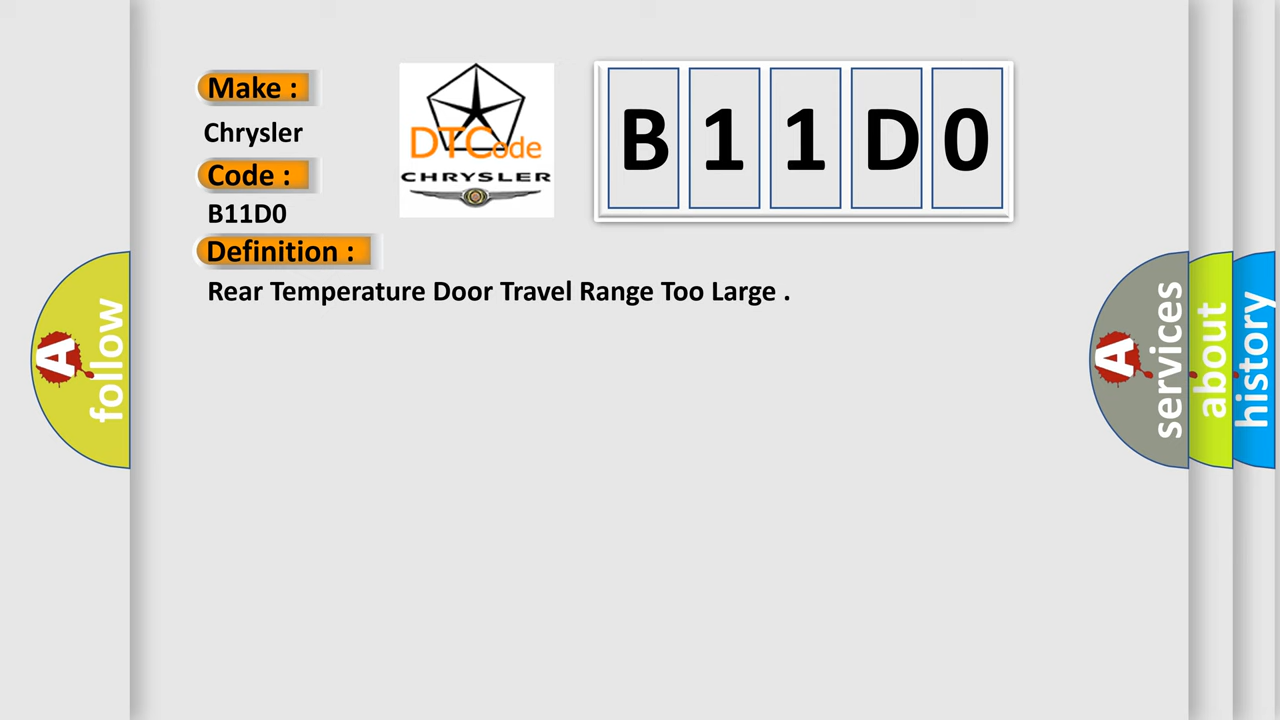 Make :
Chrysler
Code :
B11D0
Definition :
Rear Temperature Door Travel Range Too Large .
DTCode
CHRYSLER
B 1 1 D 0
A follow
A services
about
history